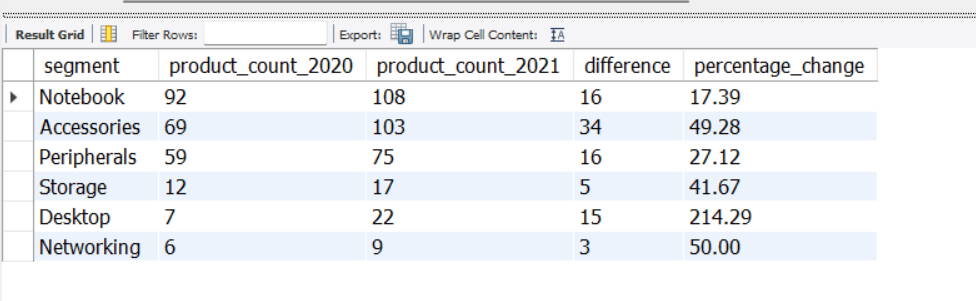 Result Grid Filter Rows: Export: Wrap Cell Content: IA
segment product_count_2020 product_count_2021 difference percentage_change
Notebook 92 108 16 17.39
Accessories 69 103 34 49.28
Peripherals 59 75 16 27.12
Storage 12 17 5 41.67
Desktop 7 22 15 214.29
Networking 6 9 3 50.00